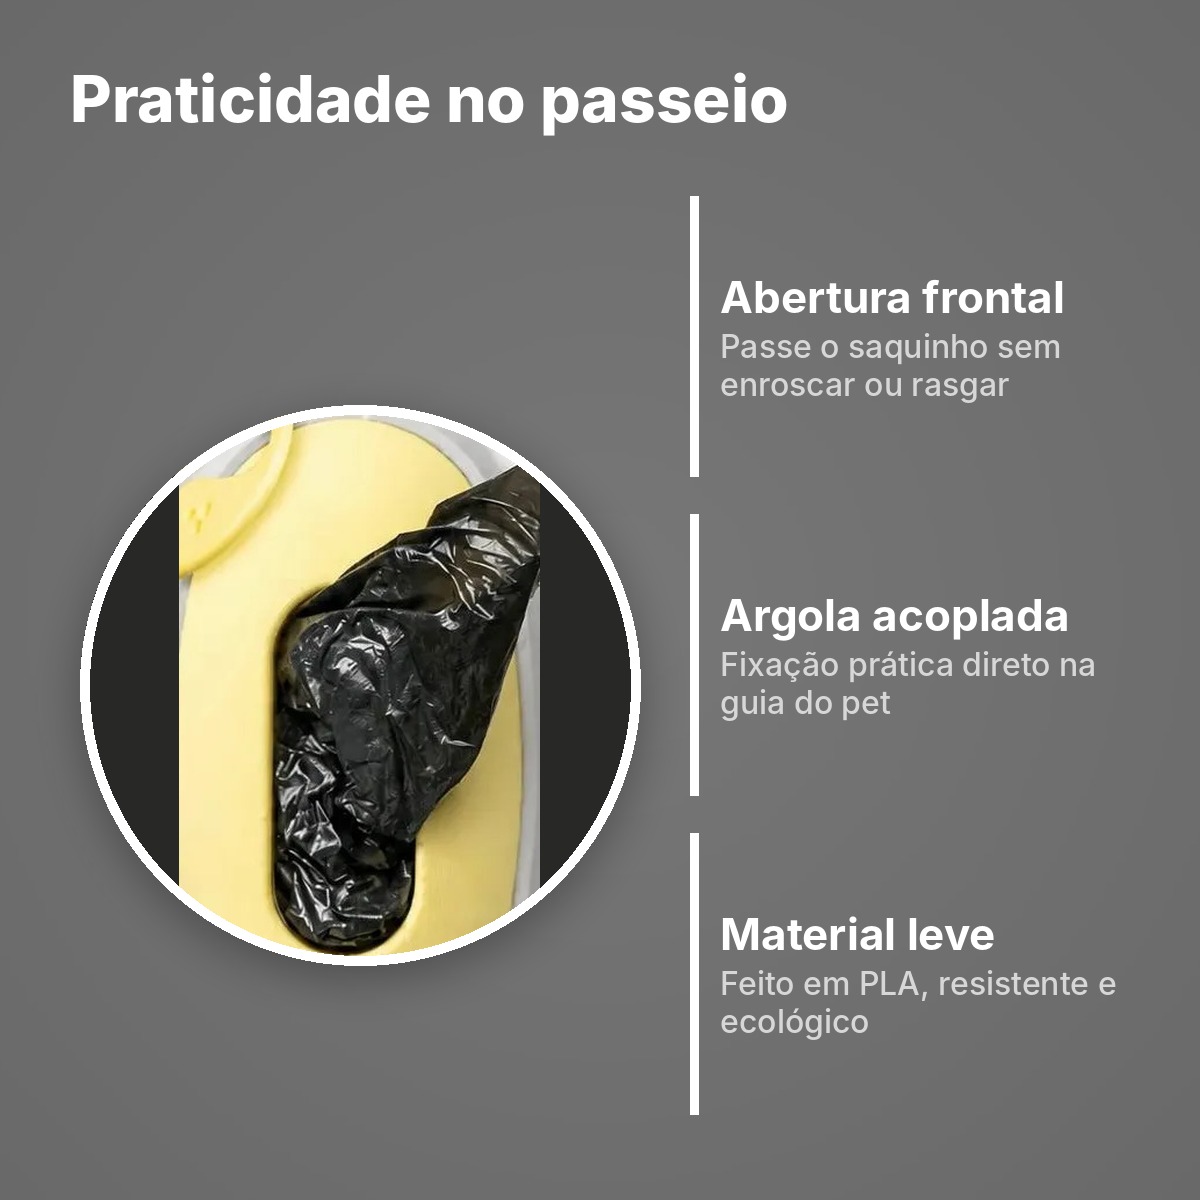 Praticidade no passeio
Abertura frontal
Passe o saquinho sem
enroscar ou rasgar
Argola acoplada
Fixação prática direto na
guia do pet
Material leve
Feito em PLA, resistente e
ecológico